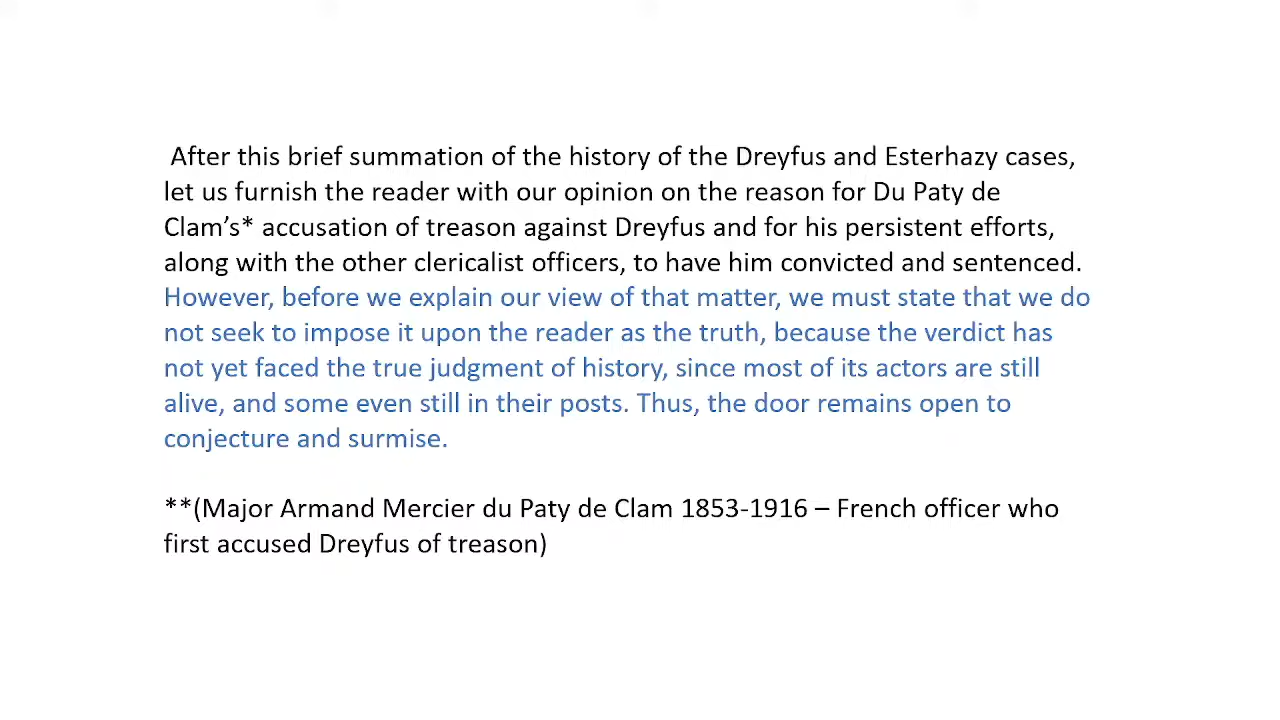 After this brief summation of the history of the Dreyfus and Esterhazy cases,
let us furnish the reader with our opinion on the reason for Du Paty de
Clam’s* accusation of treason against Dreyfus and for his persistent efforts,
along with the other clericalist officers, to have him convicted and sentenced.
However, before we explain our view of that matter, we must state that we do
not seek to impose it upon the reader as the truth, because the verdict has
not yet faced the true judgment of history, since most of its actors are still
alive, and some even still in their posts. Thus, the door remains open to
conjecture and surmise.
**(Major Armand Mercier du Paty de Clam 1853-1916 – French officer who
first accused Dreyfus of treason)